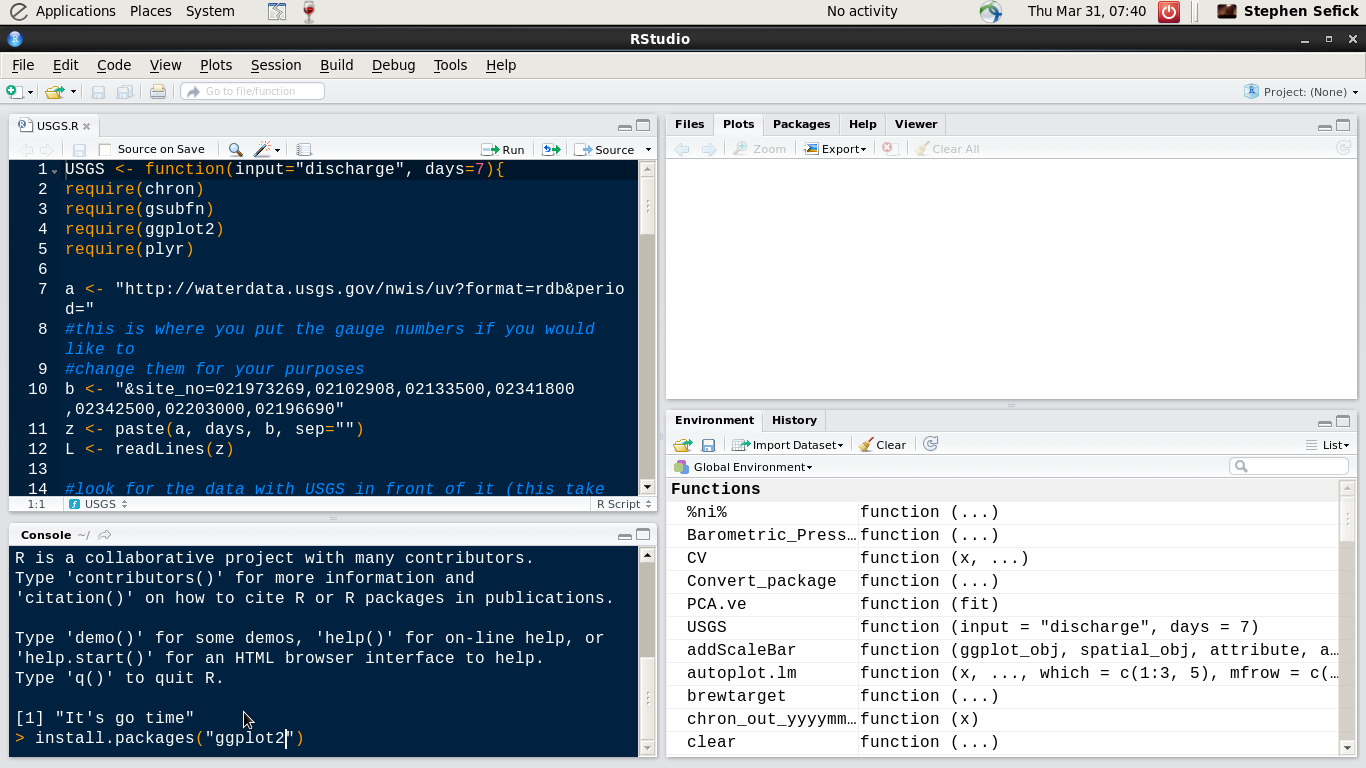 Applications Places System
No activity
Thu Mar 31, 07:40
Stephen Sefick
RStudio
File Edit Code View Plots Session Build Debug Tools Help
Go to file/function
Project: (None)
USGS.R
Source on Save
Run
Source
1 USGS <- function(input="discharge", days=7){
2 require(chron)
3 require(gsubfn)
4 require(ggplot2)
5 require(plyr)
6
7 a <- "http://waterdata.usgs.gov/nwis/uv?format=rdb&perio
d="
8 #this is where you put the gauge numbers if you would
like to
9 #change them for your purposes
10 b <- "&site_no=021973269,02102908,02133500,02341800
,02342500,02203000,02196690"
11 z <- paste(a, days, b, sep="")
12 L <- readLines(z)
13
14 #look for the data with USGS in front of it (this take
1:1 USGS R Script
Console ~/
R is a collaborative project with many contributors.
Type 'contributors()' for more information and
'citation()' on how to cite R or R packages in publications.
Type 'demo()' for some demos, 'help()' for on-line help, or
'help.start()' for an HTML browser interface to help.
Type 'q()' to quit R.
[1] "It's go time"
> install.packages("ggplot2")
Files Plots Packages Help Viewer
Zoom Export Clear All
Environment History
Import Dataset Clear List
Global Environment
Functions
%ni% function (...)
Barometric_Press… function (...)
CV function (x, ...)
Convert_package function (...)
PCA.ve function (fit)
USGS function (input = "discharge", days = 7)
addScaleBar function (ggplot_obj, spatial_obj, attribute, a…
autoplot.lm function (x, ..., which = c(1:3, 5), mfrow = c(…
brewtarget function (...)
chron_out_yyyymm… function (x)
clear function (...)